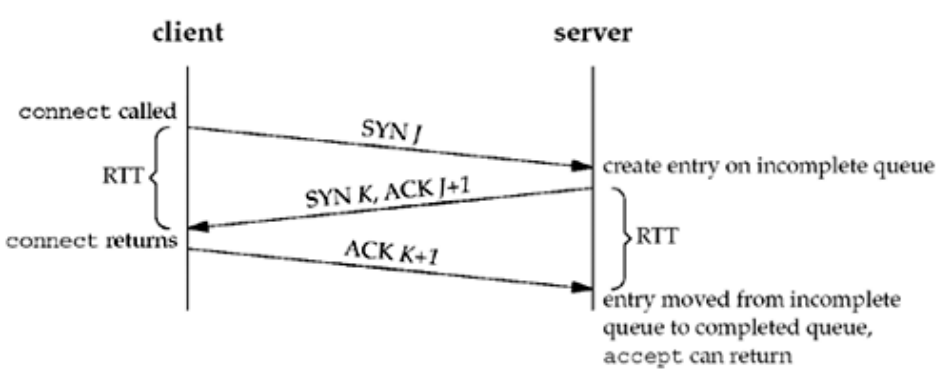 client
server
connect called
SYN J
create entry on incomplete queue
RTT
SYN K, ACK J+1
RTT
connect returns
ACK K+1
entry moved from incomplete
queue to completed queue,
accept can return